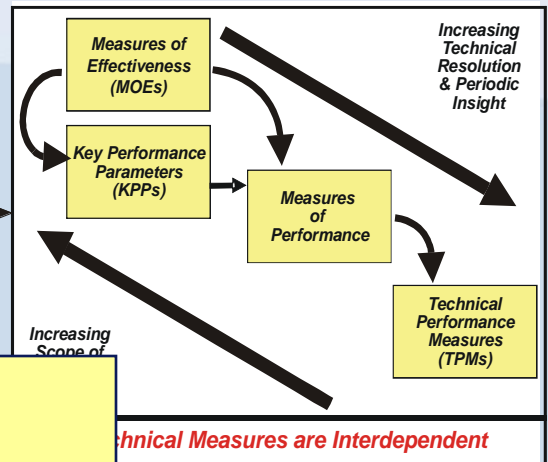 Measures of
Effectiveness
(MOEs)
Increasing
Technical
Resolution
& Periodic
Insight
Key Performance
Parameters
(KPPs)
Measures
of
Performance
Technical
Performance
Measures
(TPMs)
Increasing
Scope of
chnical Measures are Interdependent